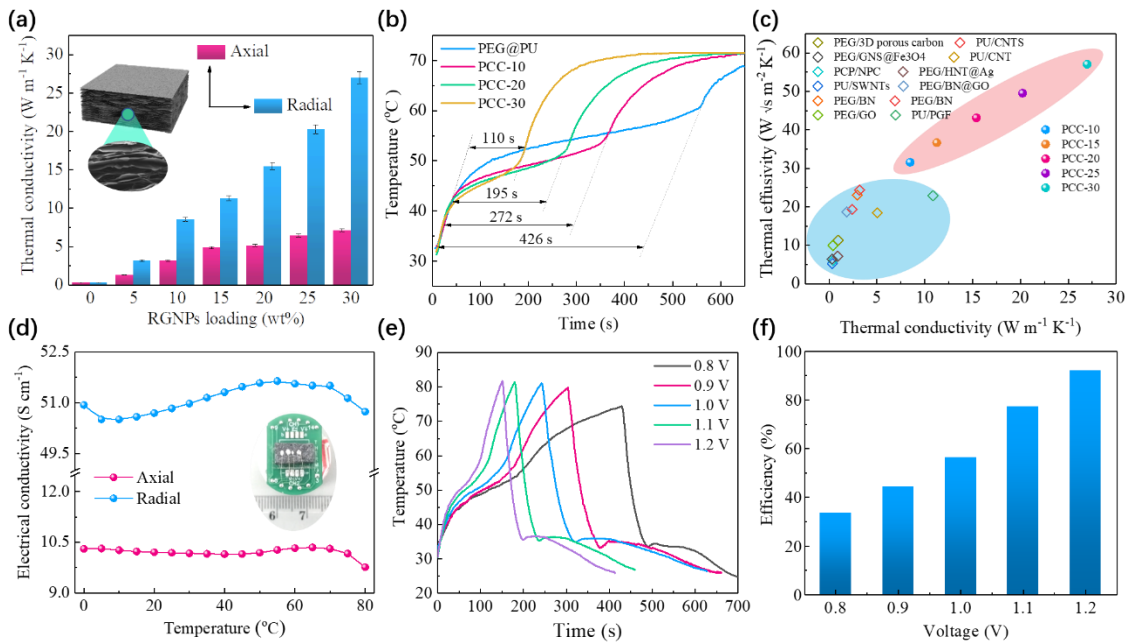 (a)
Thermal conductivity (W m⁻¹ K⁻¹)
30
25
20
15
10
5
0
Axial
Radial
0 5 10 15 20 25 30
RGNPs loading (wt%)
(b)
Temperature (℃)
80
70
60
50
40
30
PEG@PU
PCC-10
PCC-20
PCC-30
110 s
195 s
272 s
426 s
0 100 200 300 400 500 600
Time (s)
(c)
Thermal effusivity (W √s m⁻² K⁻¹)
70
60
50
40
30
20
10
0
PEG/3D porous carbon PU/CNTS
PEG/GNS@Fe3O4 PU/CNT
PCP/NPC PEG/HNT@Ag
PU/SWNTs PEG/BN@GO
PEG/BN PEG/BN
PEG/GO PU/PGF
PCC-10
PCC-15
PCC-20
PCC-25
PCC-30
0 5 10 15 20 25 30
Thermal conductivity (W m⁻¹ K⁻¹)
(d)
Electrical conductivity (S cm⁻¹)
52.5
51.0
49.5
12.0
10.5
9.0
Axial
Radial
6 7
0 20 40 60 80
Temperature (℃)
(e)
Temperature (℃)
90
80
70
60
50
40
30
20
0.8 V
0.9 V
1.0 V
1.1 V
1.2 V
0 100 200 300 400 500 600 700
Time (s)
(f)
Efficiency (%)
100
80
60
40
20
0
0.8 0.9 1.0 1.1 1.2
Voltage (V)